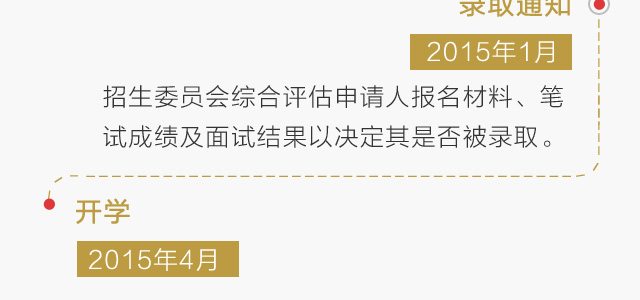 录取通知
2015年1月
招生委员会综合评估申请人报名材料、笔
试成绩及面试结果以决定其是否被录取。
开学
2015年4月